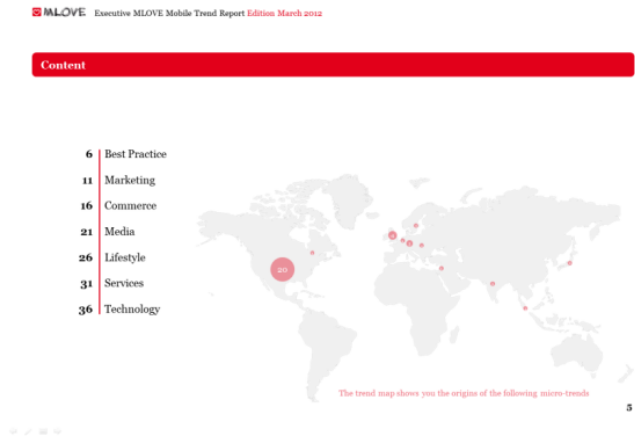 MLOVE Executive MLOVE Mobile Trend Report Edition March 2012
Content
6 Best Practice
11 Marketing
16 Commerce
21 Media
26 Lifestyle
31 Services
36 Technology
20
The trend map shows you the origins of the following micro-trends
5